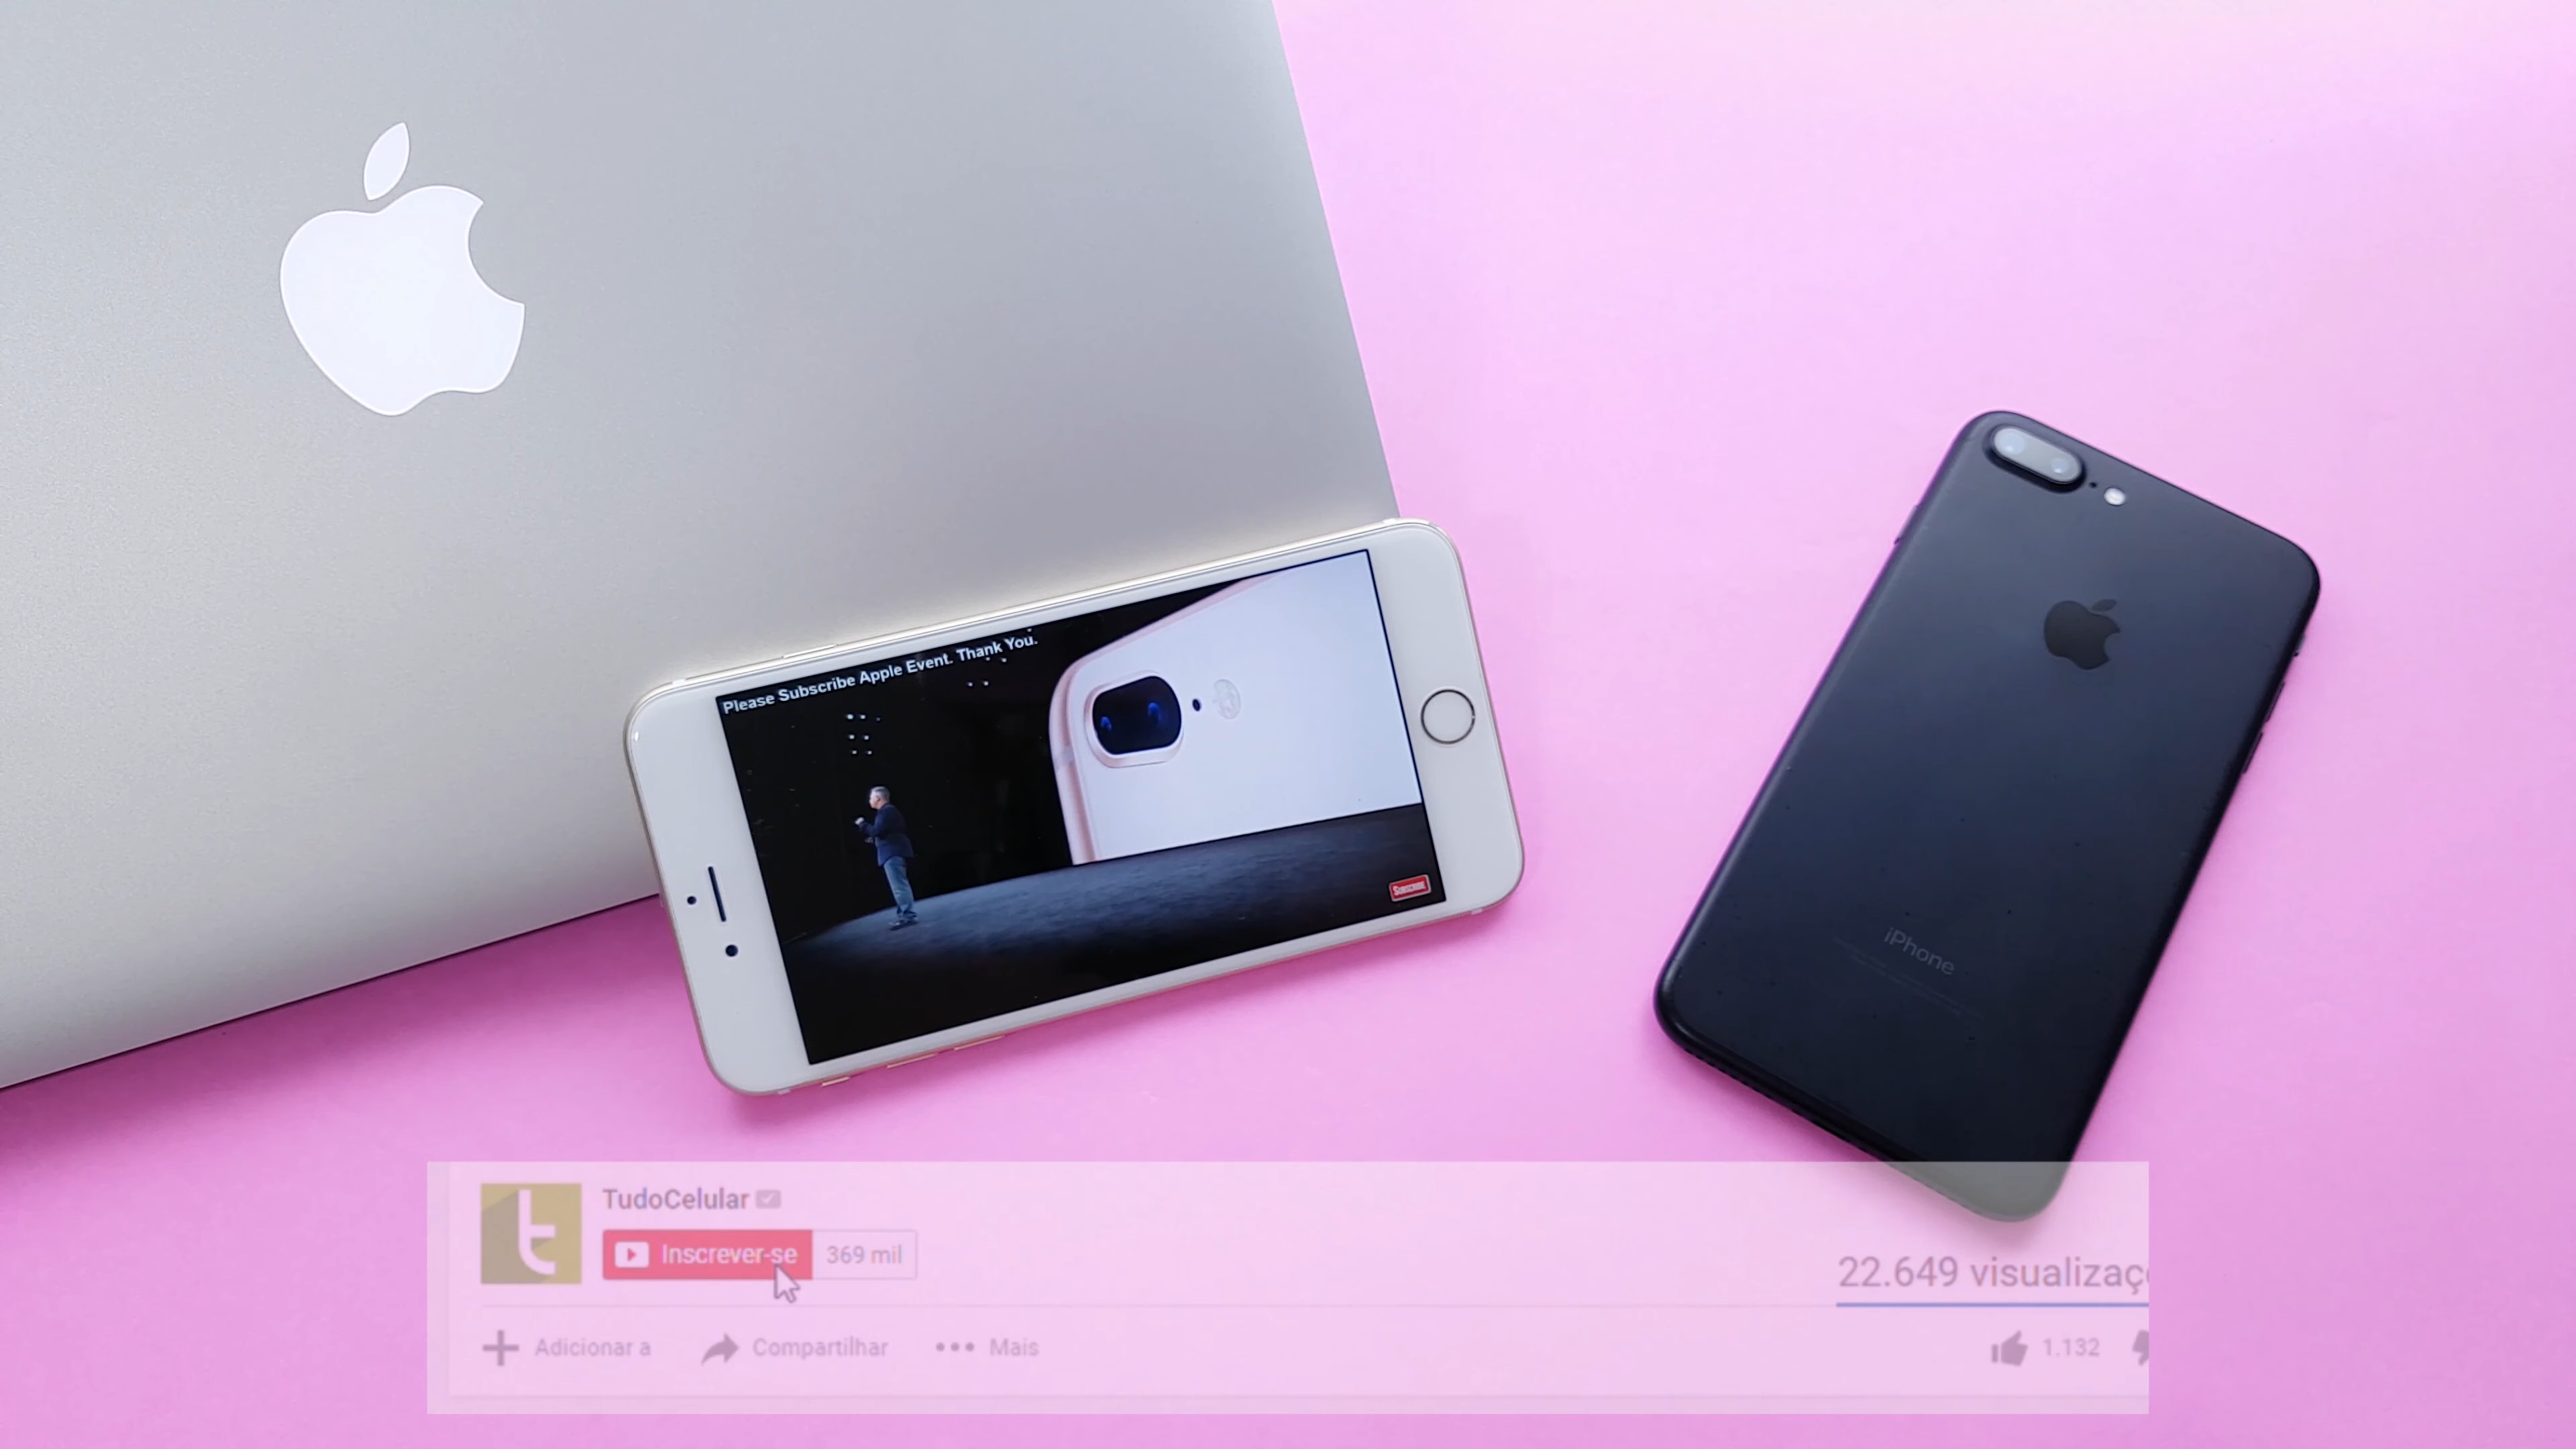 Please Subscribe Apple Event. Thank You.
SUBSCRIBE
iPhone
TudoCelular
Inscrever-se 369 mil
22.649 visualizaç
Adicionar a Compartilhar Mais
1.132